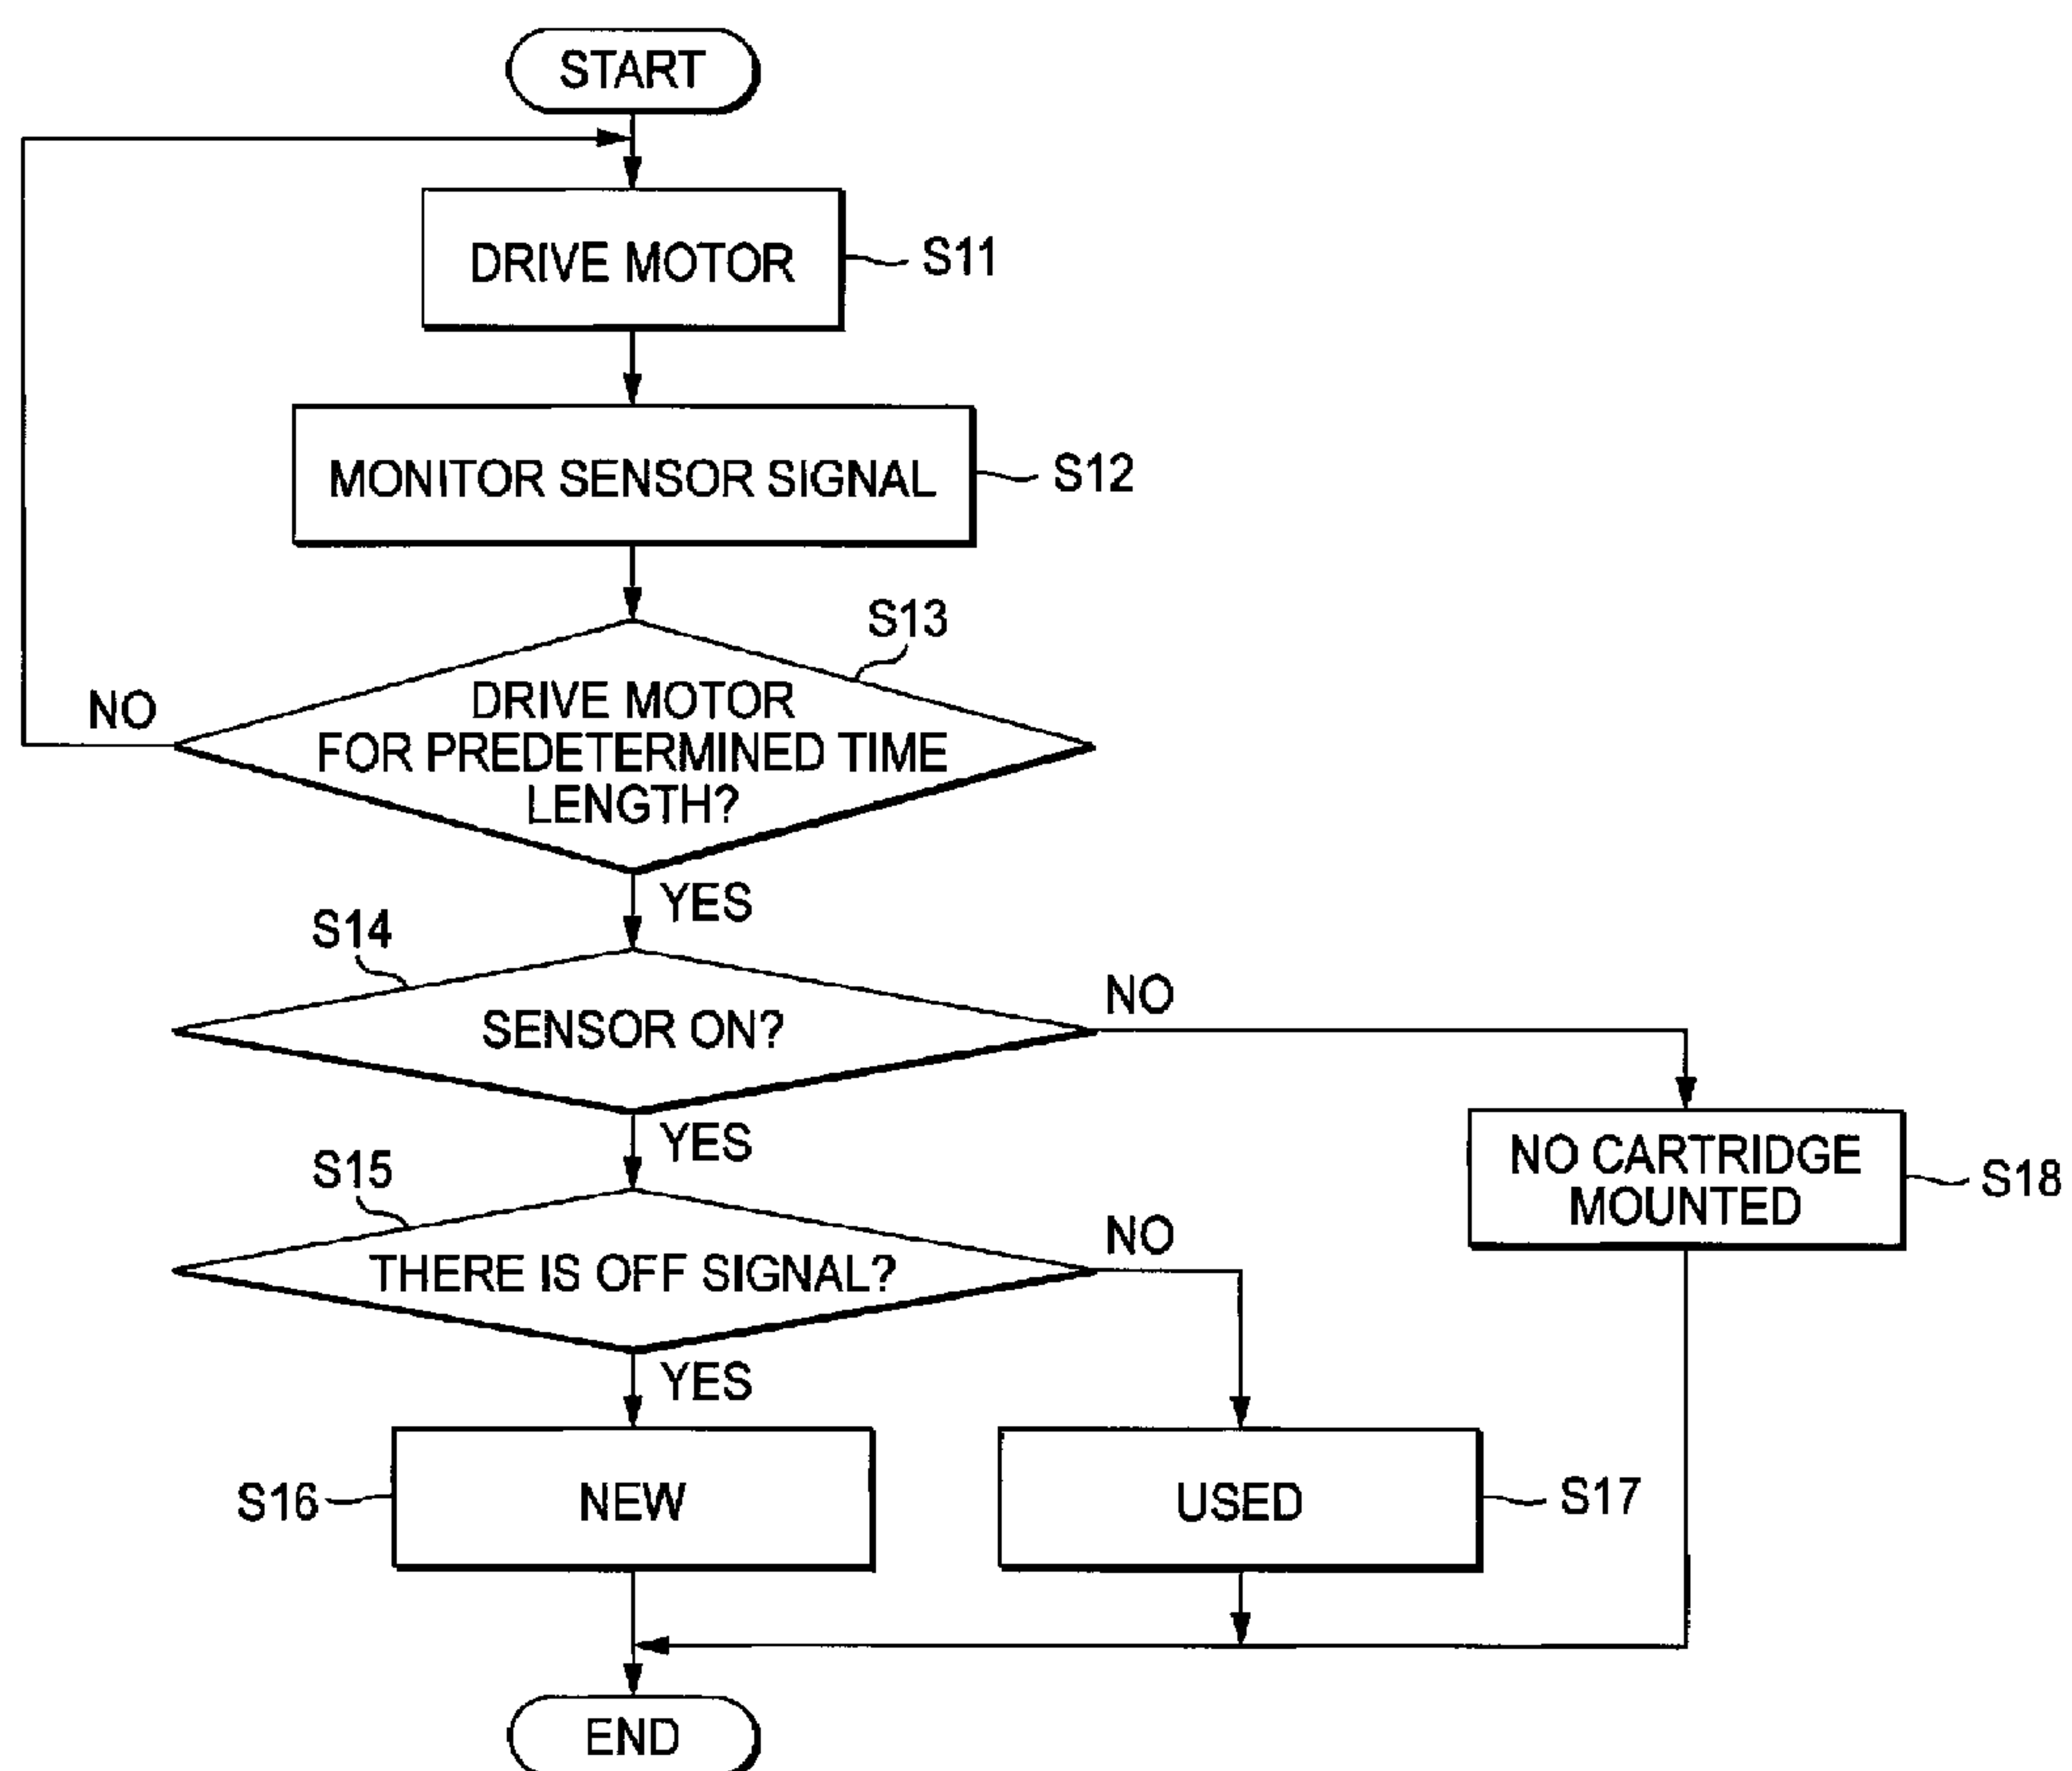 START
DRIVE MOTOR
S11
MONITOR SENSOR SIGNAL
S12
S13
DRIVE MOTOR
FOR PREDETERMINED TIME
LENGTH?
NO
YES
S14
SENSOR ON?
NO
YES
NO CARTRIDGE
MOUNTED
S18
S15
THERE IS OFF SIGNAL?
NO
YES
S16
NEW
USED
S17
END